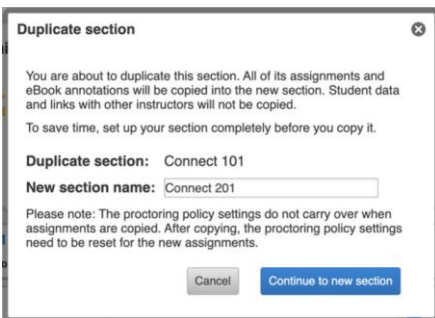 Duplicate section
You are about to duplicate this section. All of its assignments and
eBook annotations will be copied into the new section. Student data
and links with other instructors will not be copied.
To save time, set up your section completely before you copy it.
Duplicate section: Connect 101
New section name: Connect 201
Please note: The proctoring policy settings do not carry over when
assignments are copied. After copying, the proctoring policy settings
need to be reset for the new assignments.
Cancel Continue to new section